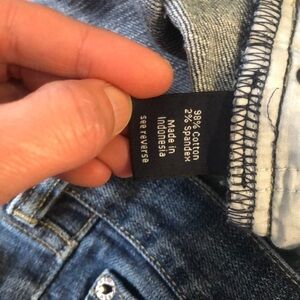 98% Cotton
2% Spandex
Made in
Indonesia
see reverse